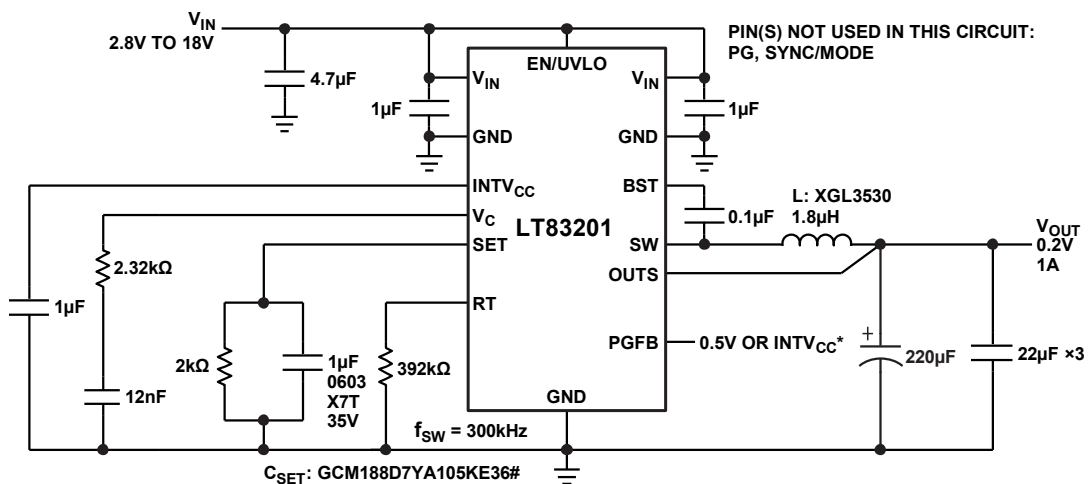 V_IN
2.8V TO 18V
PIN(S) NOT USED IN THIS CIRCUIT:
PG, SYNC/MODE
EN/UVLO
4.7µF
V_IN
V_IN
1µF
1µF
GND
GND
INTV_CC
BST
V_C
LT83201
0.1µF
L: XGL3530
1.8µH
SET
SW
V_OUT
0.2V
1A
2.32kΩ
OUTS
1µF
RT
PGFB
0.5V OR INTV_CC*
+
2kΩ
1µF
0603
X7T
35V
392kΩ
220µF
22µF ×3
12nF
GND
f_SW = 300kHz
C_SET: GCM188D7YA105KE36#